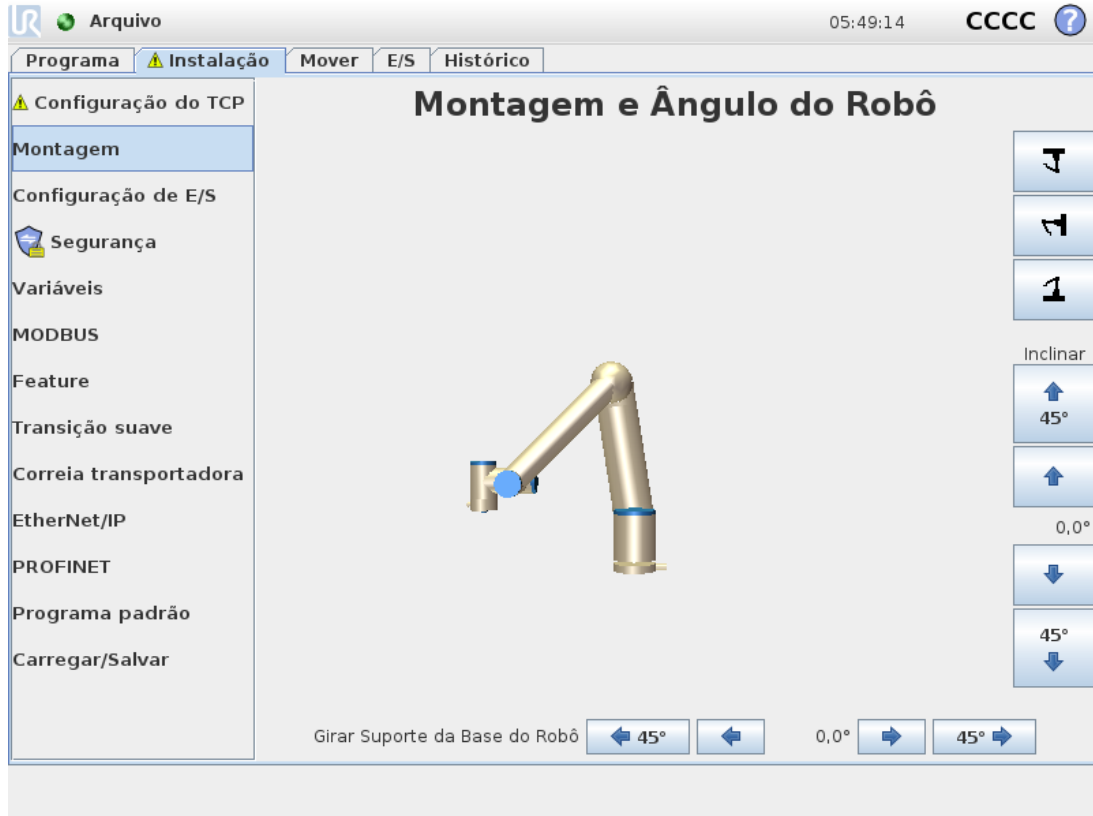 UR Arquivo 05:49:14 CCCC ?
Programa Instalação Mover E/S Histórico
Configuração do TCP
Montagem
Configuração de E/S
Segurança
Variáveis
MODBUS
Feature
Transição suave
Correia transportadora
EtherNet/IP
PROFINET
Programa padrão
Carregar/Salvar
Montagem e Ângulo do Robô
Inclinar
45°
0,0°
45°
Girar Suporte da Base do Robô 45° 0,0° 45°